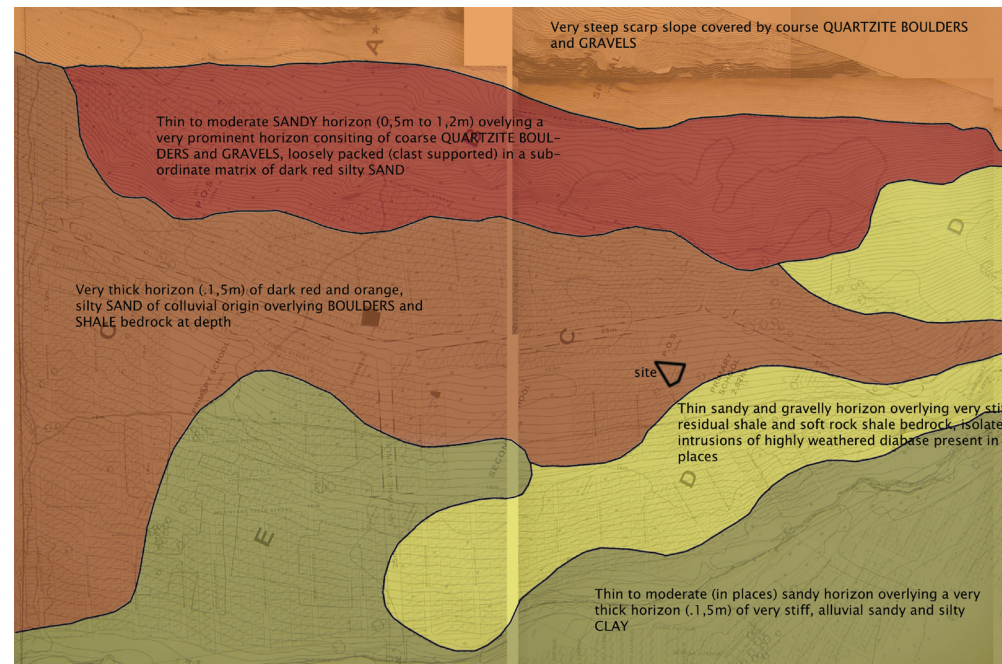 Very steep scarp slope covered by course QUARTZITE BOULDERS
and GRAVELS
A*
Thin to moderate SANDY horizon (0,5m to 1,2m) ovelying a
very prominent horizon consiting of coarse QUARTZITE BOUL-
DERS and GRAVELS, loosely packed (clast supported) in a sub-
ordinate matrix of dark red silty SAND
B
P.O.S
D
Very thick horizon (.1,5m) of dark red and orange,
silty SAND of colluvial origin overlying BOULDERS and
SHALE bedrock at depth
C
C
P.O.S
site
PRIMARY
SCHOOL
PRIMARY SCHOOL
Thin sandy and gravelly horizon overlying very sti
residual shale and soft rock shale bedrock, isolate
intrusions of highly weathered diabase present in
places
D
E
Thin to moderate (in places) sandy horizon overlying a very
thick horizon (.1,5m) of very stiff, alluvial sandy and silty
CLAY